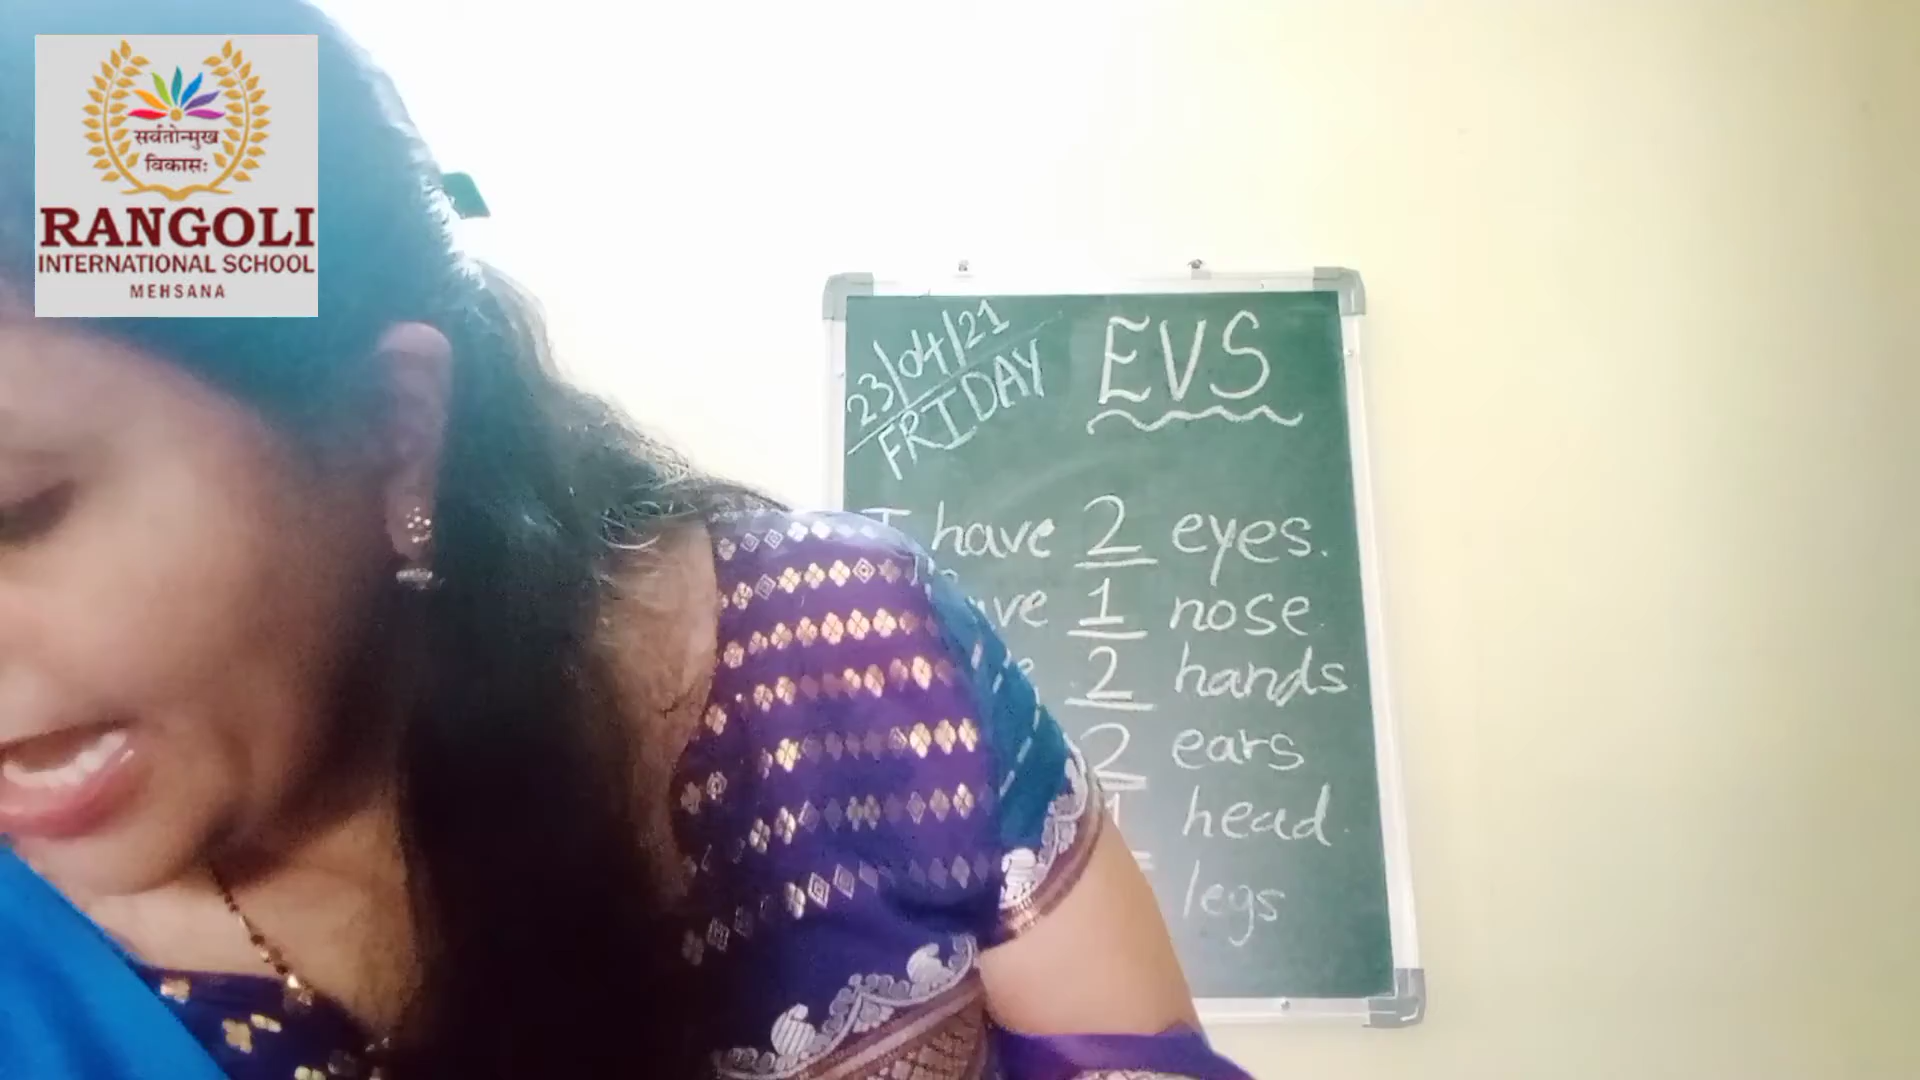 सर्वतोन्मुख
विकासः
RANGOLI
INTERNATIONAL SCHOOL
MEHSANA
23/04/21
FRIDAY
EVS
I have 2 eyes.
1 nose.
2 hands
2 ears
1 head.
legs